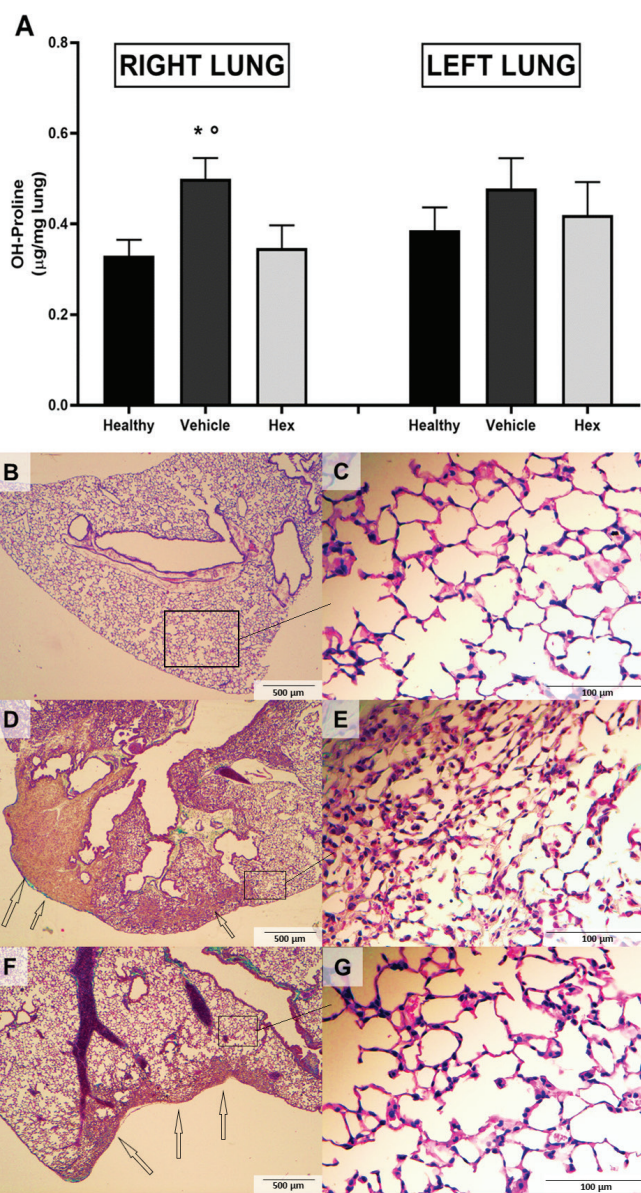 A
0.8
RIGHT LUNG
LEFT LUNG
* °
0.6
OH-Proline
(µg/mg lung)
0.4
0.2
0.0
Healthy Vehicle Hex Healthy Vehicle Hex
B
500 µm
C
100 µm
D
500 µm
E
100 µm
F
500 µm
G
100 µm